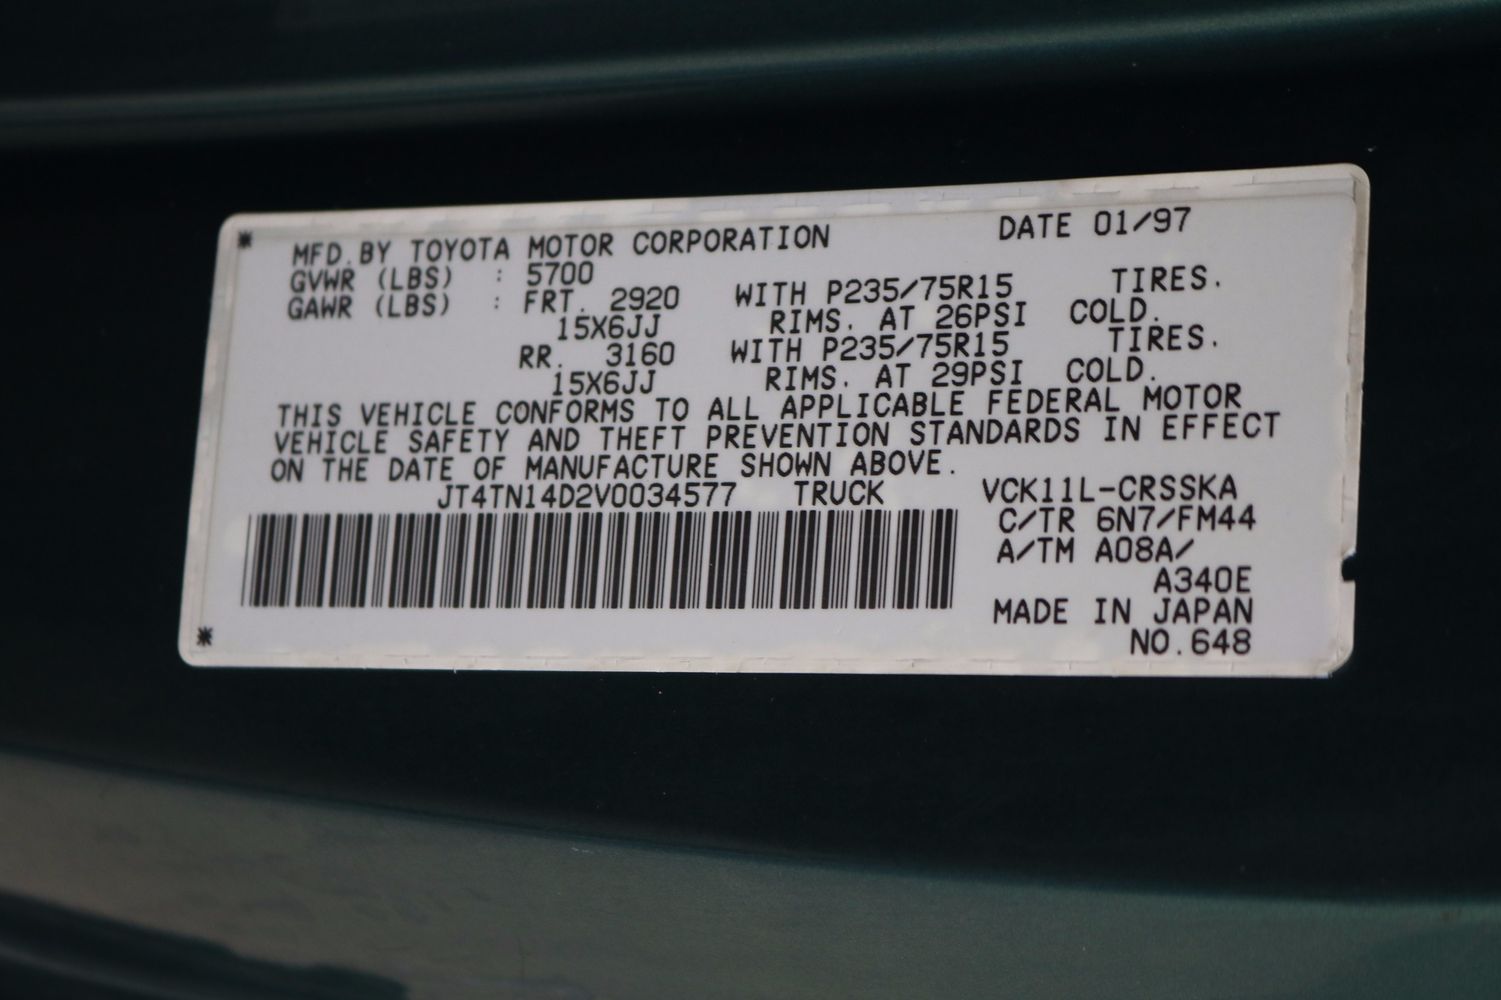 MFD.BY TOYOTA MOTOR CORPORATION DATE 01/97
GVWR (LBS) : 5700
GAWR (LBS) : FRT. 2920 WITH P235/75R15 TIRES.
15X6JJ RIMS. AT 26PSI COLD.
RR. 3160 WITH P235/75R15 TIRES.
15X6JJ RIMS. AT 29PSI COLD.
THIS VEHICLE CONFORMS TO ALL APPLICABLE FEDERAL MOTOR
VEHICLE SAFETY AND THEFT PREVENTION STANDARDS IN EFFECT
ON THE DATE OF MANUFACTURE SHOWN ABOVE.
JT4TN14D2V0034577 TRUCK VCK11L-CRSSKA
C/TR 6N7/FM44
A/TM A08A/
A340E
MADE IN JAPAN
NO.648